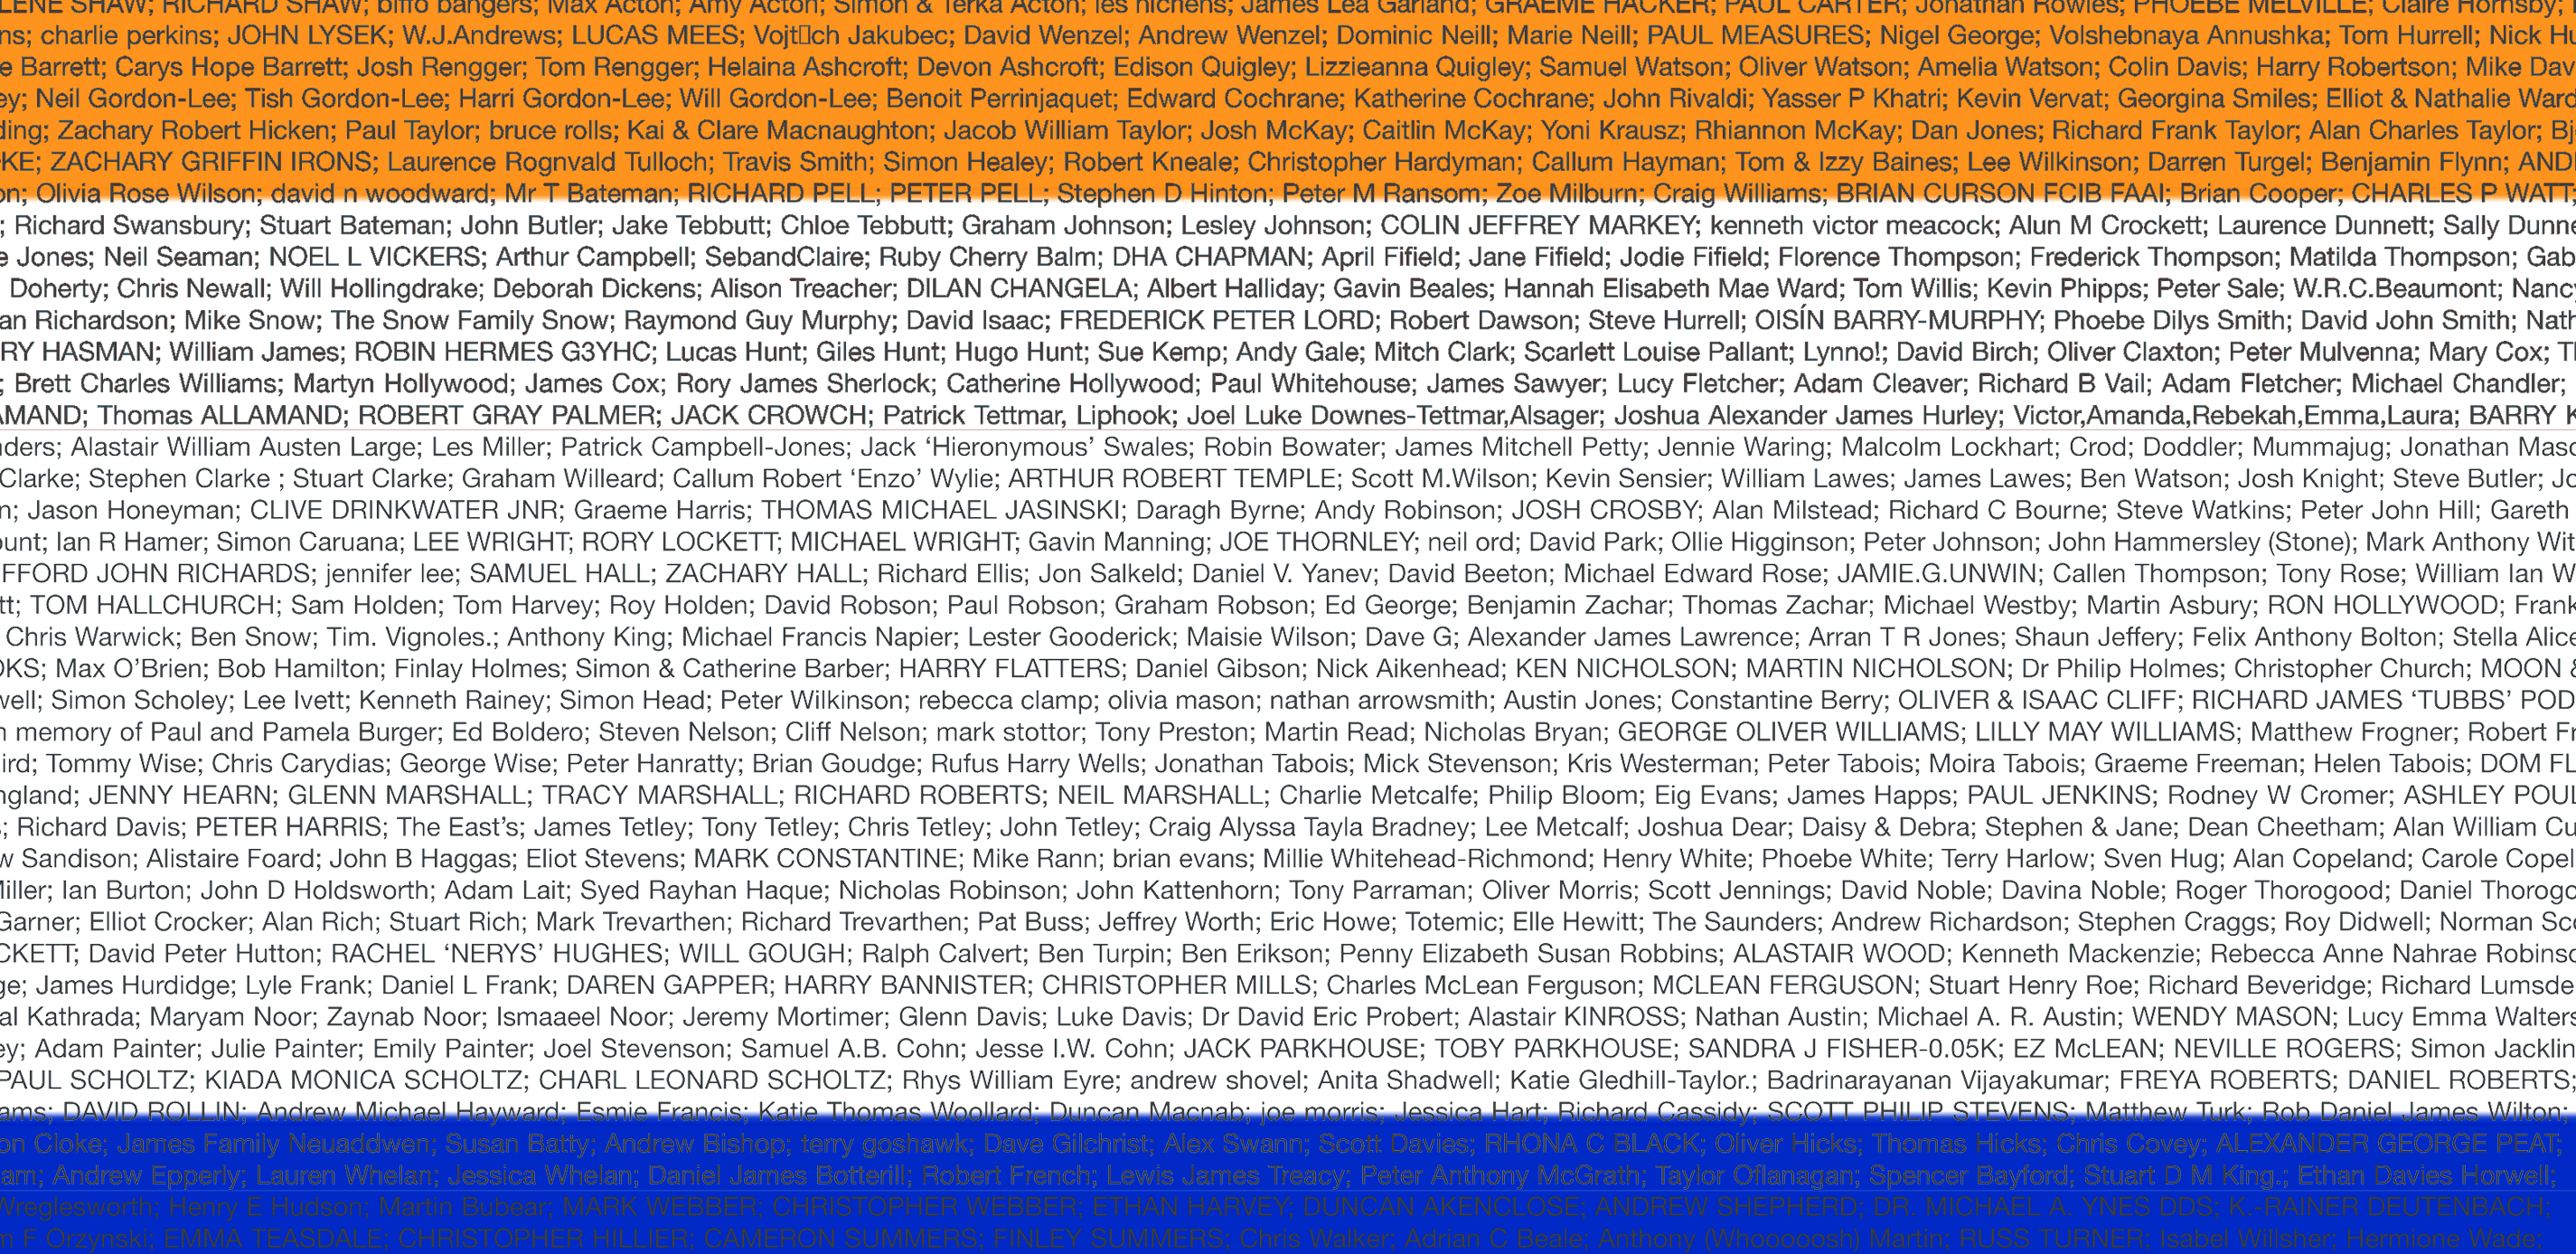 LENE SHAW; RICHARD SHAW; biffo bangers; Max Acton; Amy Acton; Simon & Terka Acton; les hichens; James Lea Garland; GRAEME HACKER; PAUL CARTER; Jonathan Rowles; PHOEBE MELVILLE; Claire Hornsby;
ns; charlie perkins; JOHN LYSEK; W.J.Andrews; LUCAS MEES; Vojt□ch Jakubec; David Wenzel; Andrew Wenzel; Dominic Neill; Marie Neill; PAUL MEASURES; Nigel George; Volshebnaya Annushka; Tom Hurrell; Nick Hu
e Barrett; Carys Hope Barrett; Josh Rengger; Tom Rengger; Helaina Ashcroft; Devon Ashcroft; Edison Quigley; Lizzieanna Quigley; Samuel Watson; Oliver Watson; Amelia Watson; Colin Davis; Harry Robertson; Mike Dav
ey; Neil Gordon-Lee; Tish Gordon-Lee; Harri Gordon-Lee; Will Gordon-Lee; Benoit Perrinjaquet; Edward Cochrane; Katherine Cochrane; John Rivaldi; Yasser P Khatri; Kevin Vervat; Georgina Smiles; Elliot & Nathalie Ward
ding; Zachary Robert Hicken; Paul Taylor; bruce rolls; Kai & Clare Macnaughton; Jacob William Taylor; Josh McKay; Caitlin McKay; Yoni Krausz; Rhiannon McKay; Dan Jones; Richard Frank Taylor; Alan Charles Taylor; Bj
KE; ZACHARY GRIFFIN IRONS; Laurence Rognvald Tulloch; Travis Smith; Simon Healey; Robert Kneale; Christopher Hardyman; Callum Hayman; Tom & Izzy Baines; Lee Wilkinson; Darren Turgel; Benjamin Flynn; AND
on; Olivia Rose Wilson; david n woodward; Mr T Bateman; RICHARD PELL; PETER PELL; Stephen D Hinton; Peter M Ransom; Zoe Milburn; Craig Williams; BRIAN CURSON FCIB FAAI; Brian Cooper; CHARLES P WATT;
; Richard Swansbury; Stuart Bateman; John Butler; Jake Tebbutt; Chloe Tebbutt; Graham Johnson; Lesley Johnson; COLIN JEFFREY MARKEY; kenneth victor meacock; Alun M Crockett; Laurence Dunnett; Sally Dunne
e Jones; Neil Seaman; NOEL L VICKERS; Arthur Campbell; SebandClaire; Ruby Cherry Balm; DHA CHAPMAN; April Fifield; Jane Fifield; Jodie Fifield; Florence Thompson; Frederick Thompson; Matilda Thompson; Gab
Doherty; Chris Newall; Will Hollingdrake; Deborah Dickens; Alison Treacher; DILAN CHANGELA; Albert Halliday; Gavin Beales; Hannah Elisabeth Mae Ward; Tom Willis; Kevin Phipps; Peter Sale; W.R.C.Beaumont; Nancy
an Richardson; Mike Snow; The Snow Family Snow; Raymond Guy Murphy; David Isaac; FREDERICK PETER LORD; Robert Dawson; Steve Hurrell; OISÍN BARRY-MURPHY; Phoebe Dilys Smith; David John Smith; Nath
RY HASMAN; William James; ROBIN HERMES G3YHC; Lucas Hunt; Giles Hunt; Hugo Hunt; Sue Kemp; Andy Gale; Mitch Clark; Scarlett Louise Pallant; Lynno!; David Birch; Oliver Claxton; Peter Mulvenna; Mary Cox; T
; Brett Charles Williams; Martyn Hollywood; James Cox; Rory James Sherlock; Catherine Hollywood; Paul Whitehouse; James Sawyer; Lucy Fletcher; Adam Cleaver; Richard B Vail; Adam Fletcher; Michael Chandler;
AMAND; Thomas ALLAMAND; ROBERT GRAY PALMER; JACK CROWCH; Patrick Tettmar, Liphook; Joel Luke Downes-Tettmar,Alsager; Joshua Alexander James Hurley; Victor,Amanda,Rebekah,Emma,Laura; BARRY K
nders; Alastair William Austen Large; Les Miller; Patrick Campbell-Jones; Jack ‘Hieronymous’ Swales; Robin Bowater; James Mitchell Petty; Jennie Waring; Malcolm Lockhart; Crod; Doddler; Mummajug; Jonathan Maso
Clarke; Stephen Clarke ; Stuart Clarke; Graham Willeard; Callum Robert ‘Enzo’ Wylie; ARTHUR ROBERT TEMPLE; Scott M.Wilson; Kevin Sensier; William Lawes; James Lawes; Ben Watson; Josh Knight; Steve Butler; Jo
n; Jason Honeyman; CLIVE DRINKWATER JNR; Graeme Harris; THOMAS MICHAEL JASINSKI; Daragh Byrne; Andy Robinson; JOSH CROSBY; Alan Milstead; Richard C Bourne; Steve Watkins; Peter John Hill; Gareth
ount; Ian R Hamer; Simon Caruana; LEE WRIGHT; RORY LOCKETT; MICHAEL WRIGHT; Gavin Manning; JOE THORNLEY; neil ord; David Park; Ollie Higginson; Peter Johnson; John Hammersley (Stone); Mark Anthony Wit
FFORD JOHN RICHARDS; jennifer lee; SAMUEL HALL; ZACHARY HALL; Richard Ellis; Jon Salkeld; Daniel V. Yanev; David Beeton; Michael Edward Rose; JAMIE.G.UNWIN; Callen Thompson; Tony Rose; William Ian W
tt; TOM HALLCHURCH; Sam Holden; Tom Harvey; Roy Holden; David Robson; Paul Robson; Graham Robson; Ed George; Benjamin Zachar; Thomas Zachar; Michael Westby; Martin Asbury; RON HOLLYWOOD; Frank
Chris Warwick; Ben Snow; Tim. Vignoles.; Anthony King; Michael Francis Napier; Lester Gooderick; Maisie Wilson; Dave G; Alexander James Lawrence; Arran T R Jones; Shaun Jeffery; Felix Anthony Bolton; Stella Alice
OKS; Max O’Brien; Bob Hamilton; Finlay Holmes; Simon & Catherine Barber; HARRY FLATTERS; Daniel Gibson; Nick Aikenhead; KEN NICHOLSON; MARTIN NICHOLSON; Dr Philip Holmes; Christopher Church; MOON &
well; Simon Scholey; Lee Ivett; Kenneth Rainey; Simon Head; Peter Wilkinson; rebecca clamp; olivia mason; nathan arrowsmith; Austin Jones; Constantine Berry; OLIVER & ISAAC CLIFF; RICHARD JAMES ‘TUBBS’ POD
n memory of Paul and Pamela Burger; Ed Boldero; Steven Nelson; Cliff Nelson; mark stottor; Tony Preston; Martin Read; Nicholas Bryan; GEORGE OLIVER WILLIAMS; LILLY MAY WILLIAMS; Matthew Frogner; Robert Fr
ird; Tommy Wise; Chris Carydias; George Wise; Peter Hanratty; Brian Goudge; Rufus Harry Wells; Jonathan Tabois; Mick Stevenson; Kris Westerman; Peter Tabois; Moira Tabois; Graeme Freeman; Helen Tabois; DOM FL
ngland; JENNY HEARN; GLENN MARSHALL; TRACY MARSHALL; RICHARD ROBERTS; NEIL MARSHALL; Charlie Metcalfe; Philip Bloom; Eig Evans; James Happs; PAUL JENKINS; Rodney W Cromer; ASHLEY POUL
; Richard Davis; PETER HARRIS; The East’s; James Tetley; Tony Tetley; Chris Tetley; John Tetley; Craig Alyssa Tayla Bradney; Lee Metcalf; Joshua Dear; Daisy & Debra; Stephen & Jane; Dean Cheetham; Alan William Cu
w Sandison; Alistaire Foard; John B Haggas; Eliot Stevens; MARK CONSTANTINE; Mike Rann; brian evans; Millie Whitehead-Richmond; Henry White; Phoebe White; Terry Harlow; Sven Hug; Alan Copeland; Carole Copel
Miller; Ian Burton; John D Holdsworth; Adam Lait; Syed Rayhan Haque; Nicholas Robinson; John Kattenhorn; Tony Parraman; Oliver Morris; Scott Jennings; David Noble; Davina Noble; Roger Thorogood; Daniel Thorogo
Garner; Elliot Crocker; Alan Rich; Stuart Rich; Mark Trevarthen; Richard Trevarthen; Pat Buss; Jeffrey Worth; Eric Howe; Totemic; Elle Hewitt; The Saunders; Andrew Richardson; Stephen Craggs; Roy Didwell; Norman Sco
CKETT; David Peter Hutton; RACHEL ‘NERYS’ HUGHES; WILL GOUGH; Ralph Calvert; Ben Turpin; Ben Erikson; Penny Elizabeth Susan Robbins; ALASTAIR WOOD; Kenneth Mackenzie; Rebecca Anne Nahrae Robinso
ge; James Hurdidge; Lyle Frank; Daniel L Frank; DAREN GAPPER; HARRY BANNISTER; CHRISTOPHER MILLS; Charles McLean Ferguson; MCLEAN FERGUSON; Stuart Henry Roe; Richard Beveridge; Richard Lumsde
al Kathrada; Maryam Noor; Zaynab Noor; Ismaaeel Noor; Jeremy Mortimer; Glenn Davis; Luke Davis; Dr David Eric Probert; Alastair KINROSS; Nathan Austin; Michael A. R. Austin; WENDY MASON; Lucy Emma Walters
ey; Adam Painter; Julie Painter; Emily Painter; Joel Stevenson; Samuel A.B. Cohn; Jesse I.W. Cohn; JACK PARKHOUSE; TOBY PARKHOUSE; SANDRA J FISHER-0.05K; EZ McLEAN; NEVILLE ROGERS; Simon Jacklin
PAUL SCHOLTZ; KIADA MONICA SCHOLTZ; CHARL LEONARD SCHOLTZ; Rhys William Eyre; andrew shovel; Anita Shadwell; Katie Gledhill-Taylor.; Badrinarayanan Vijayakumar; FREYA ROBERTS; DANIEL ROBERTS;
ams; DAVID ROLLIN; Andrew Michael Hayward; Esmie Francis; Katie Thomas Woollard; Duncan Macnab; joe morris; Jessica Hart; Richard Cassidy; SCOTT PHILIP STEVENS; Matthew Turk; Rob Daniel James Wilton;
on Cloke; James Family Neuaddwen; Susan Batty; Andrew Bishop; terry goshawk; Dave Gilchrist; Alex Swann; Scott Davies; RHONA C BLACK; Oliver Hicks; Thomas Hicks; Chris Covey; ALEXANDER GEORGE PEAT;
am; Andrew Epperly; Lauren Whelan; Jessica Whelan; Daniel James Botterill; Robert French; Lewis James Treacy; Peter Anthony McGrath; Taylor Oflanagan; Spencer Bayford; Stuart D M King.; Ethan Davies Horwell;
Wreglesworth; Henry E Hudson; Martin Bubear; MARK WEBBER; CHRISTOPHER WEBBER; ETHAN HARVEY; DUNCAN AKENCLOSE; ANDREW SHEPHERD; DR. MICHAEL A. YNES DDS; K.-RAINER DEUTENBACH;
m F Orzynski; EMMA TEASDALE; CHRISTOPHER HILLIER; CAMERON SUMMERS; FINLEY SUMMERS; Chris Walker; Adrian C Beale; Anthony (Whooooosh) Martin; RUSS TURNER; Isabel Willsher; Hermione Wade;